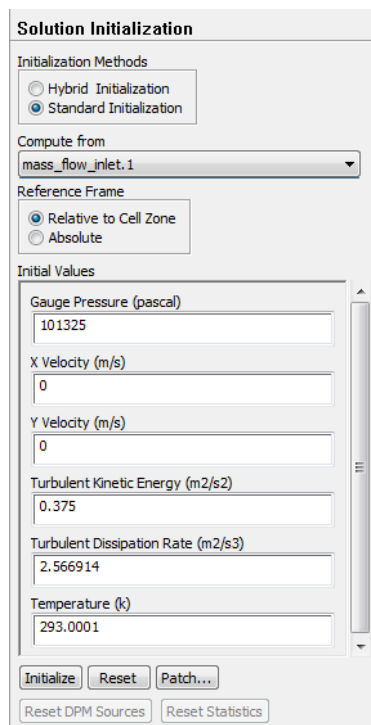 Solution Initialization
Initialization Methods
Hybrid Initialization
Standard Initialization
Compute from
mass_flow_inlet.1
Reference Frame
Relative to Cell Zone
Absolute
Initial Values
Gauge Pressure (pascal)
101325
X Velocity (m/s)
0
Y Velocity (m/s)
0
Turbulent Kinetic Energy (m2/s2)
0.375
Turbulent Dissipation Rate (m2/s3)
2.566914
Temperature (k)
293.0001
Initialize Reset Patch...
Reset DPM Sources Reset Statistics